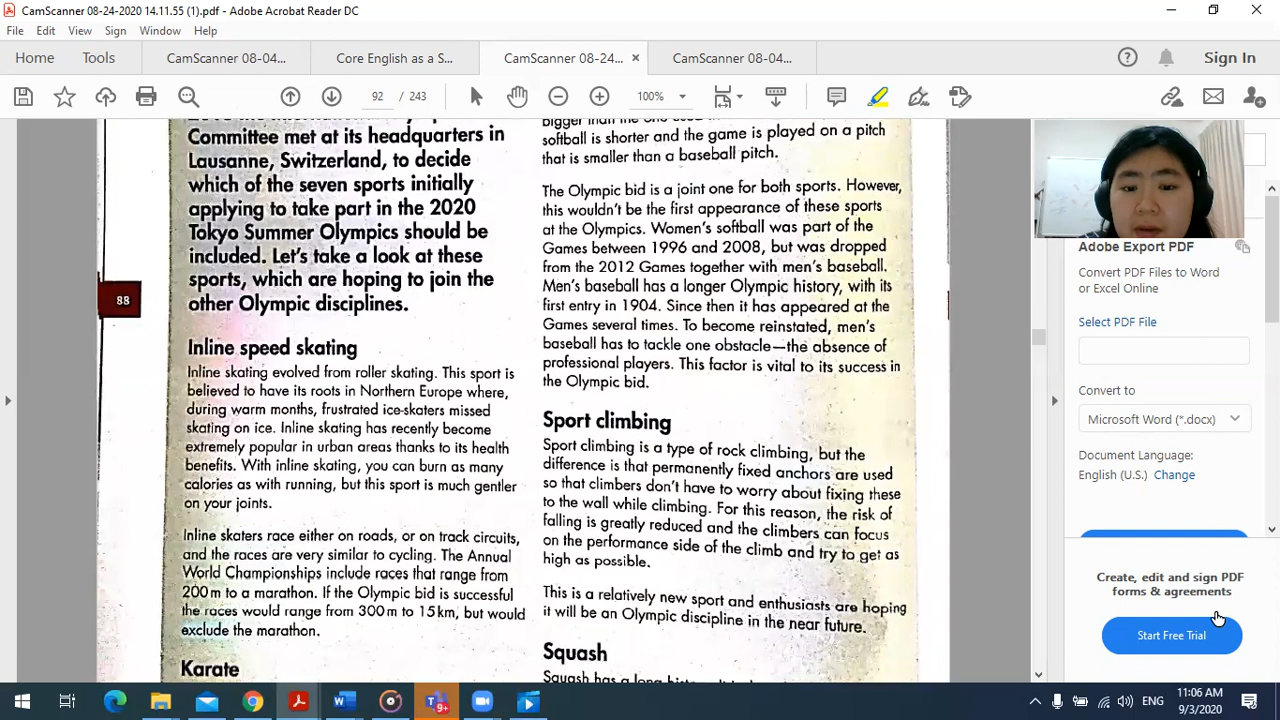 CamScanner 08-24-2020 14.11.55 (1).pdf - Adobe Acrobat Reader DC
File Edit View Sign Window Help
Home Tools CamScanner 08-04... Core English as a S... CamScanner 08-24... × CamScanner 08-04... Sign In
92 / 243 100%
Committee met at its headquarters in
Lausanne, Switzerland, to decide
which of the seven sports initially
applying to take part in the 2020
Tokyo Summer Olympics should be
included. Let's take a look at these
sports, which are hoping to join the
other Olympic disciplines.
88
Inline speed skating
Inline skating evolved from roller skating. This sport is
believed to have its roots in Northern Europe where,
during warm months, frustrated ice-skaters missed
skating on ice. Inline skating has recently become
extremely popular in urban areas thanks to its health
benefits. With inline skating, you can burn as many
calories as with running, but this sport is much gentler
on your joints.
Inline skaters race either on roads, or on track circuits,
and the races are very similar to cycling. The Annual
World Championships include races that range from
200m to a marathon. If the Olympic bid is successful
the races would range from 300m to 15km, but would
exclude the marathon.
Karate
bigger than the
softball is shorter and the game is played on a pitch
that is smaller than a baseball pitch.
The Olympic bid is a joint one for both sports. However,
this wouldn't be the first appearance of these sports
at the Olympics. Women's softball was part of the
Games between 1996 and 2008, but was dropped
from the 2012 Games together with men's baseball.
Men's baseball has a longer Olympic history, with its
first entry in 1904. Since then it has appeared at the
Games several times. To become reinstated, men's
baseball has to tackle one obstacle—the absence of
professional players. This factor is vital to its success in
the Olympic bid.
Sport climbing
Sport climbing is a type of rock climbing, but the
difference is that permanently fixed anchors are used
so that climbers don't have to worry about fixing these
to the wall while climbing. For this reason, the risk of
falling is greatly reduced and the climbers can focus
on the performance side of the climb and try to get as
high as possible.
This is a relatively new sport and enthusiasts are hoping
it will be an Olympic discipline in the near future.
Squash
Squash has a long
Adobe Export PDF
Convert PDF Files to Word
or Excel Online
Select PDF File
Convert to
Microsoft Word (*.docx)
Document Language:
English (U.S.) Change
Create, edit and sign PDF
forms & agreements
Start Free Trial
ENG
11:06 AM
9/3/2020